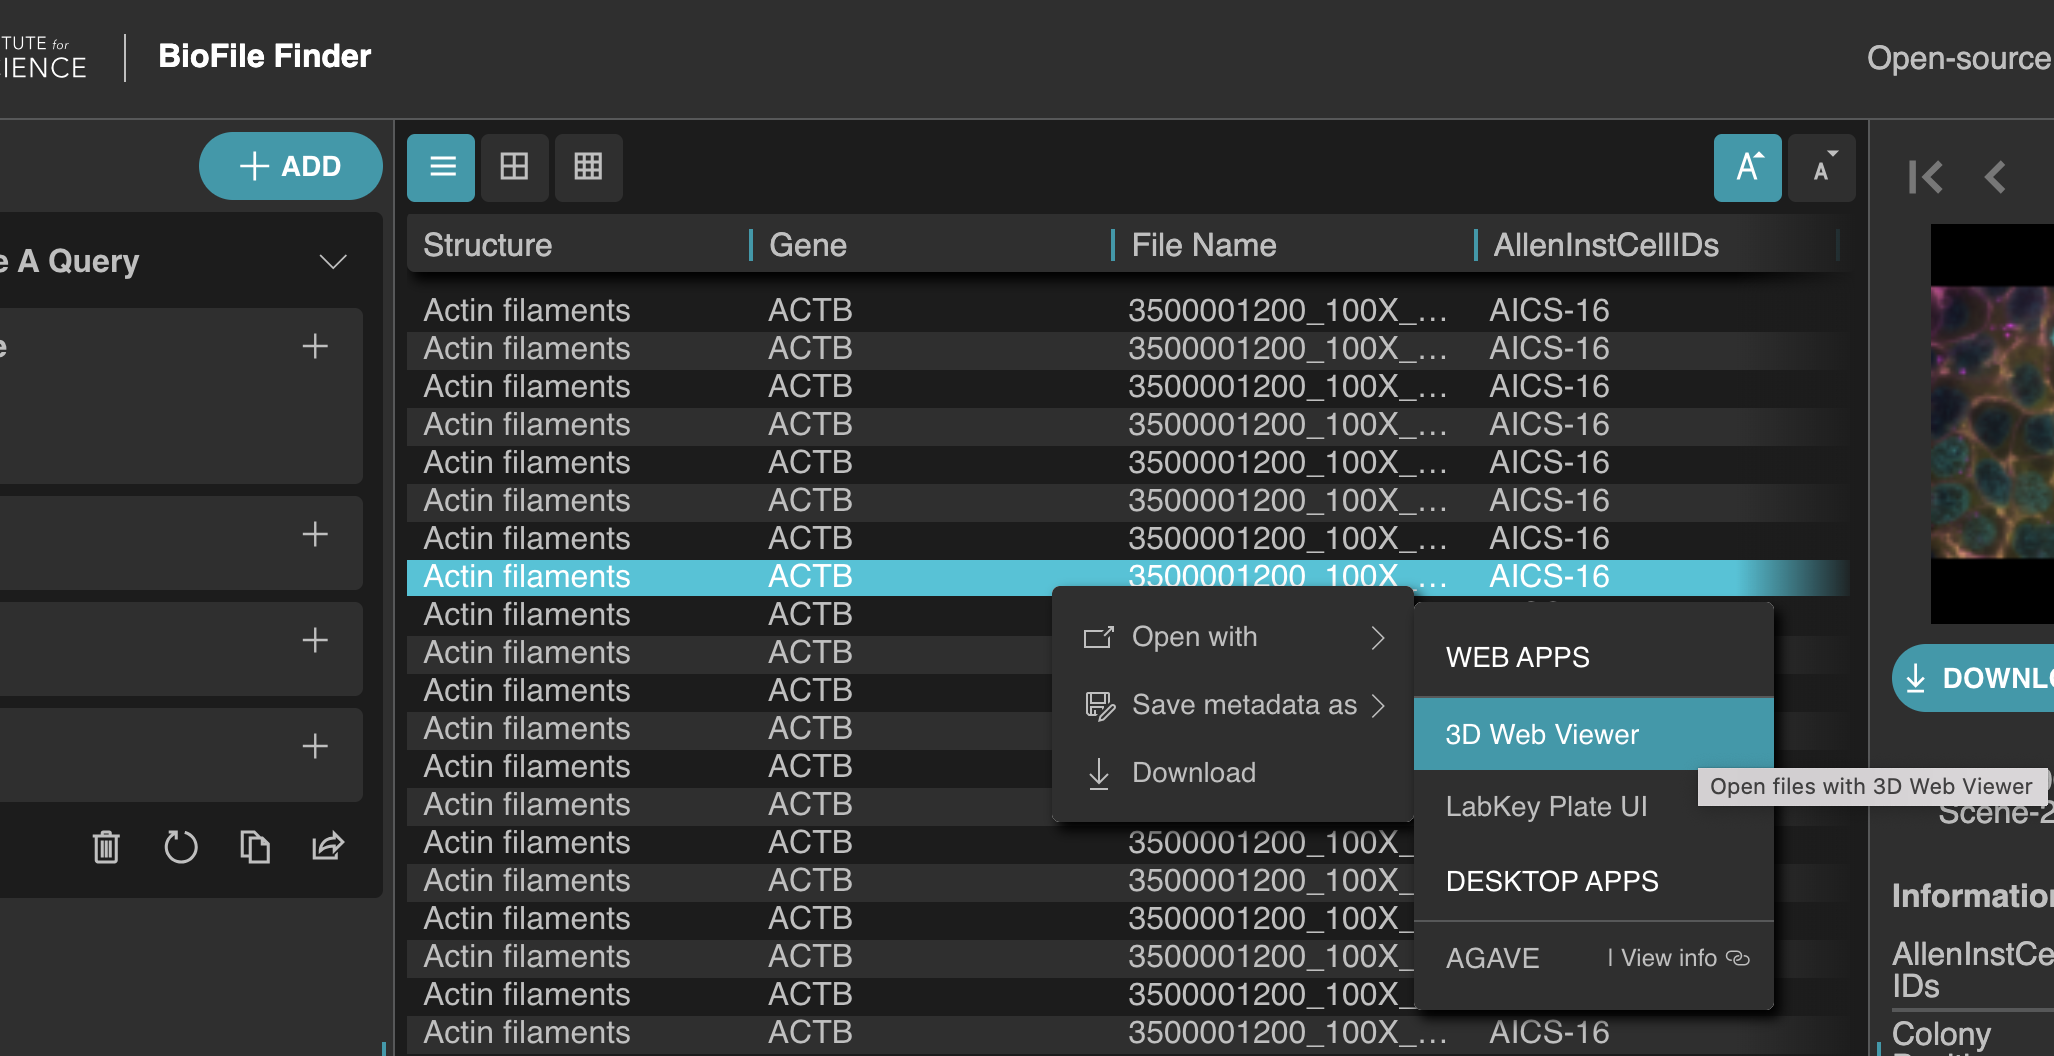 TUTE for
IENCE
BioFile Finder
Open-source
ADD
A Query
Structure Gene File Name AllenInstCellIDs
Actin filaments ACTB 3500001200_100X_... AICS-16
Actin filaments ACTB 3500001200_100X_... AICS-16
Actin filaments ACTB 3500001200_100X_... AICS-16
Actin filaments ACTB 3500001200_100X_... AICS-16
Actin filaments ACTB 3500001200_100X_... AICS-16
Actin filaments ACTB 3500001200_100X_... AICS-16
Actin filaments ACTB 3500001200_100X_... AICS-16
Actin filaments ACTB 3500001200_100X_... AICS-16
Actin filaments ACTB
Actin filaments ACTB
Actin filaments ACTB
Actin filaments ACTB
Actin filaments ACTB
Actin filaments ACTB
Actin filaments ACTB 3500001200_100X_
Actin filaments ACTB 3500001200_100X_
Actin filaments ACTB 3500001200_100X_
Actin filaments ACTB 3500001200_100X_
Actin filaments ACTB 3500001200_100X_
Actin filaments ACTB 3500001200_100X_... AICS-16
Open with
Save metadata as
Download
WEB APPS
3D Web Viewer
LabKey Plate UI
DESKTOP APPS
AGAVE | View info
Open files with 3D Web Viewer
DOWNLO
Scene-2
Information
AllenInstCe
IDs
Colony